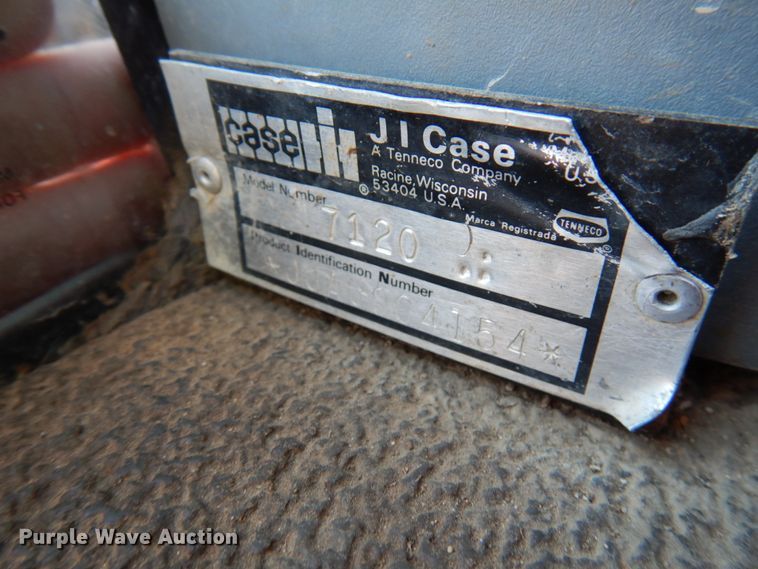 case IH
J I Case
A Tenneco Company
Racine, Wisconsin
53404 U.S.A.
®
Marca Registrada
TENNECO
®
Model Number
7120
Product Identification Number
4154*
Purple Wave Auction